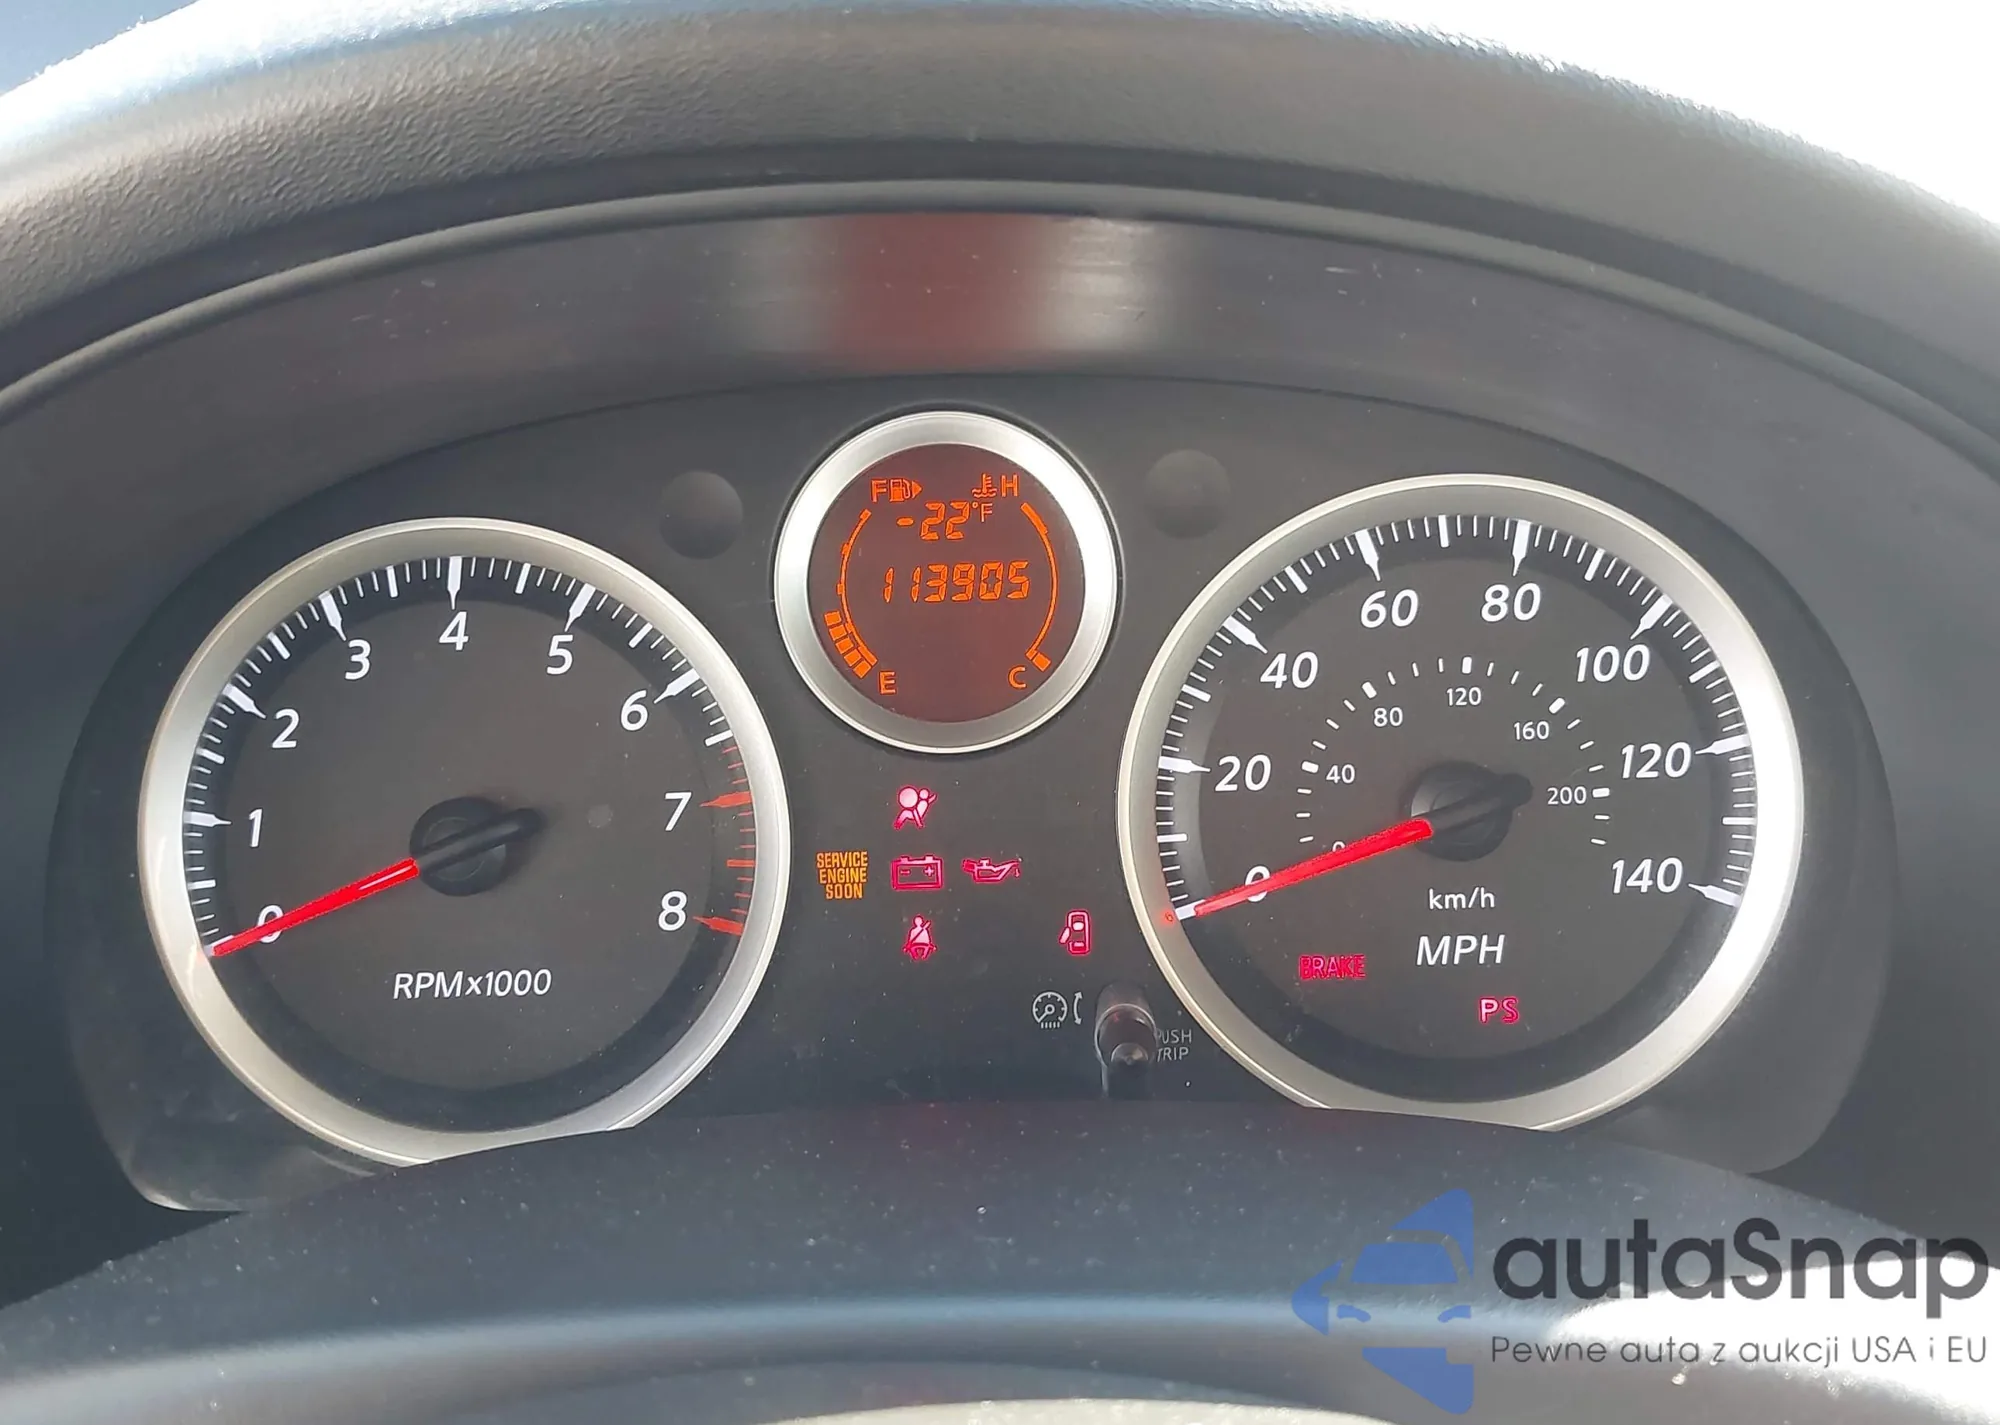 F H
-22°F
113905
E C
0 1 2 3 4 5 6 7 8
RPMx1000
SERVICE
ENGINE
SOON
0 20 40 60 80 100 120 140
40 80 120 160 200
km/h
MPH
BRAKE
PS
PUSH
TRIP
autaSnap
Pewne auta z aukcji USA i EU